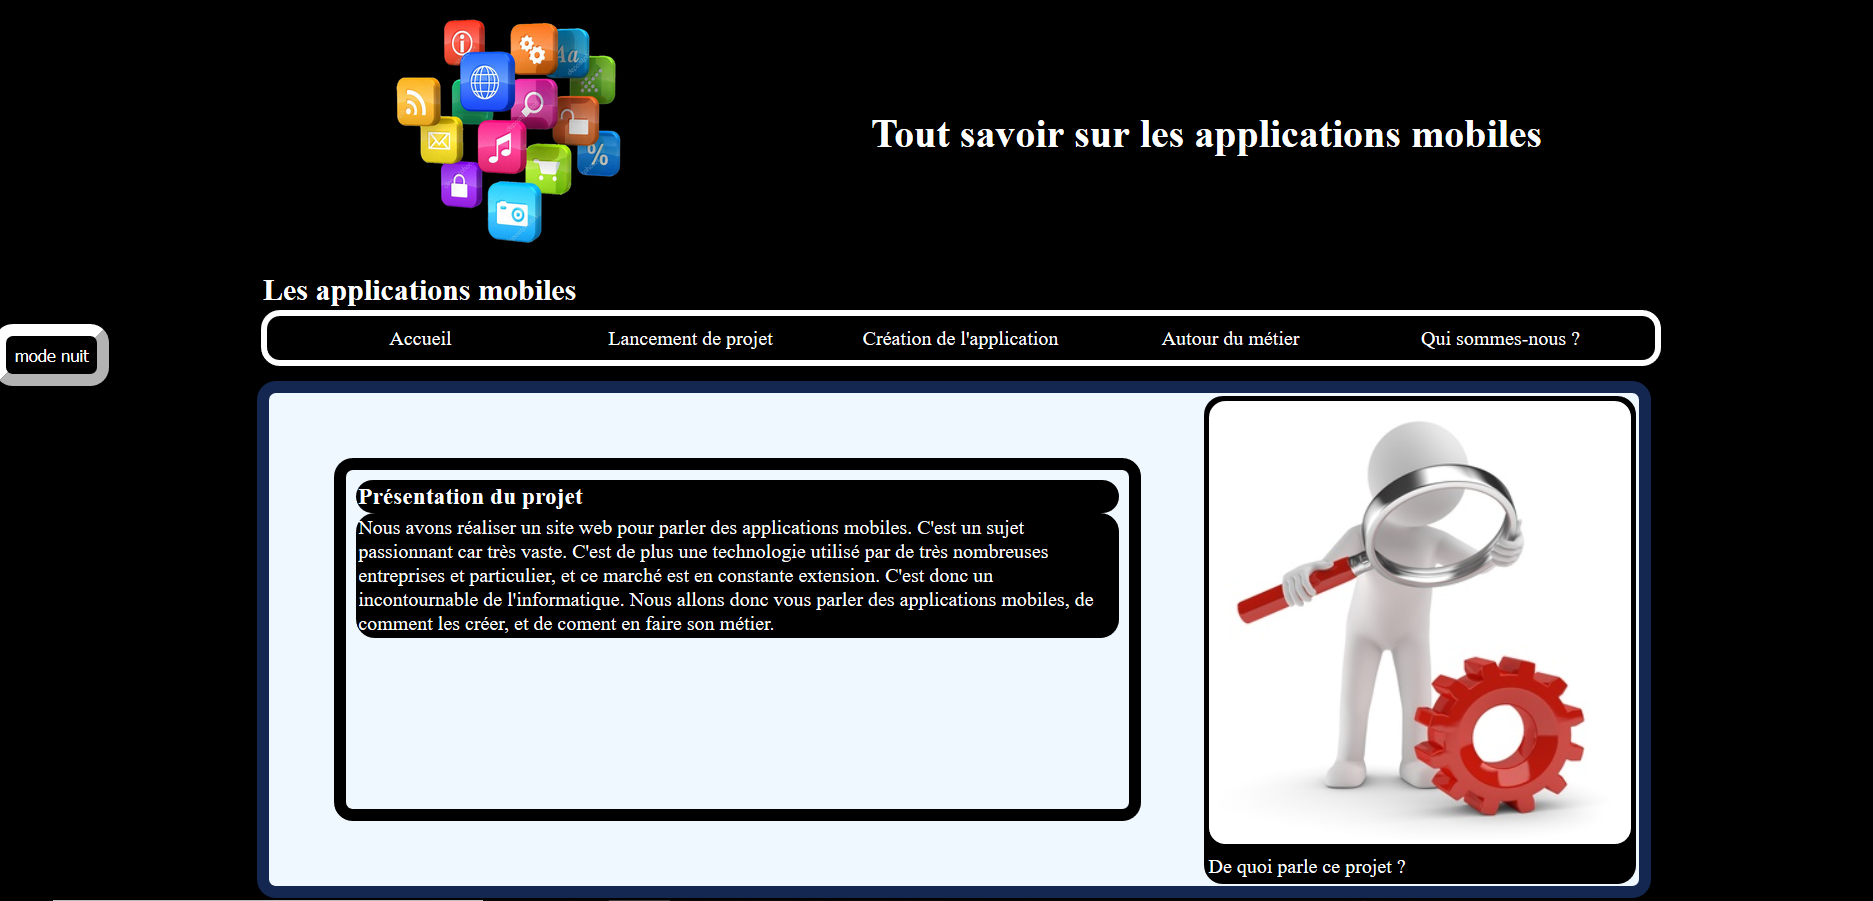 Aa
%
Tout savoir sur les applications mobiles
Les applications mobiles
Accueil Lancement de projet Création de l'application Autour du métier Qui sommes-nous ?
mode nuit
Présentation du projet
Nous avons réaliser un site web pour parler des applications mobiles. C'est un sujet
passionnant car très vaste. C'est de plus une technologie utilisé par de très nombreuses
entreprises et particulier, et ce marché est en constante extension. C'est donc un
incontournable de l'informatique. Nous allons donc vous parler des applications mobiles, de
comment les créer, et de coment en faire son métier.
De quoi parle ce projet ?